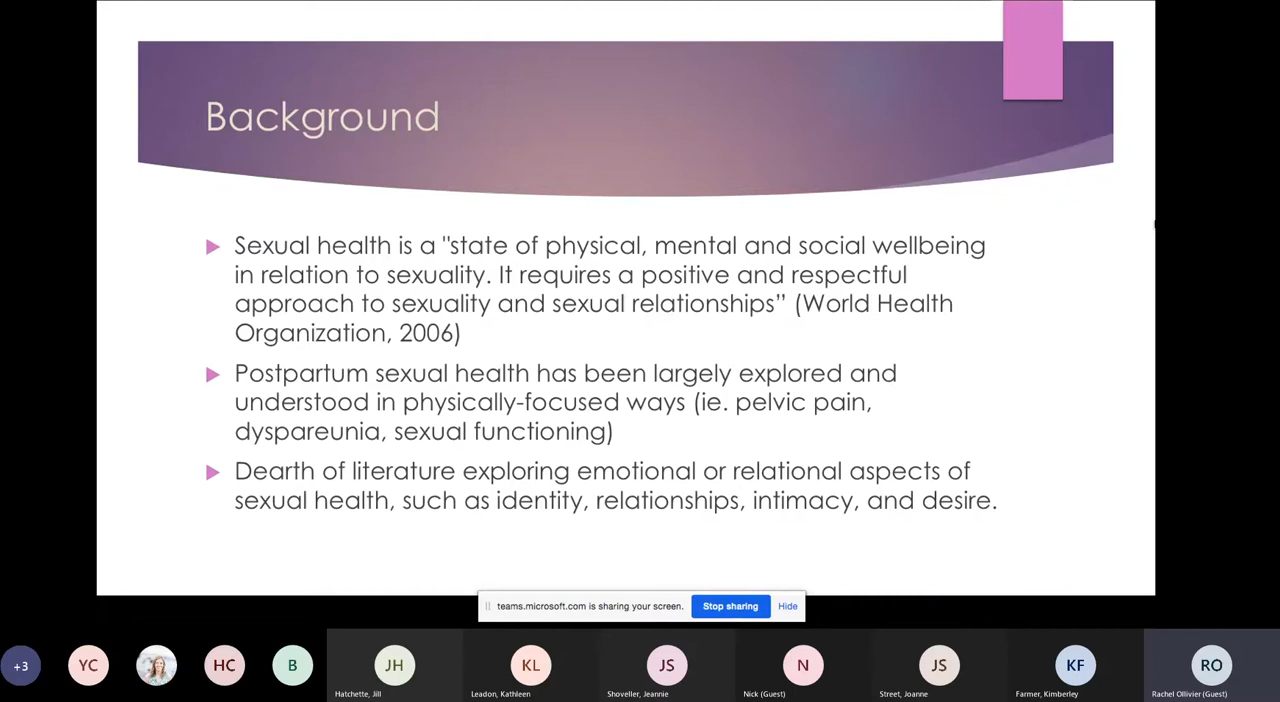 Background
Sexual health is a "state of physical, mental and social wellbeing
in relation to sexuality. It requires a positive and respectful
approach to sexuality and sexual relationships” (World Health
Organization, 2006)
Postpartum sexual health has been largely explored and
understood in physically-focused ways (ie. pelvic pain,
dyspareunia, sexual functioning)
Dearth of literature exploring emotional or relational aspects of
sexual health, such as identity, relationships, intimacy, and desire.
teams.microsoft.com is sharing your screen. Stop sharing Hide
+3 YC HC B JH KL JS N JS KF RO
Hatchette, Jill Leadon, Kathleen Shoveller, Jeannie Nick (Guest) Street, Joanne Farmer, Kimberley Rachel Ollivier (Guest)